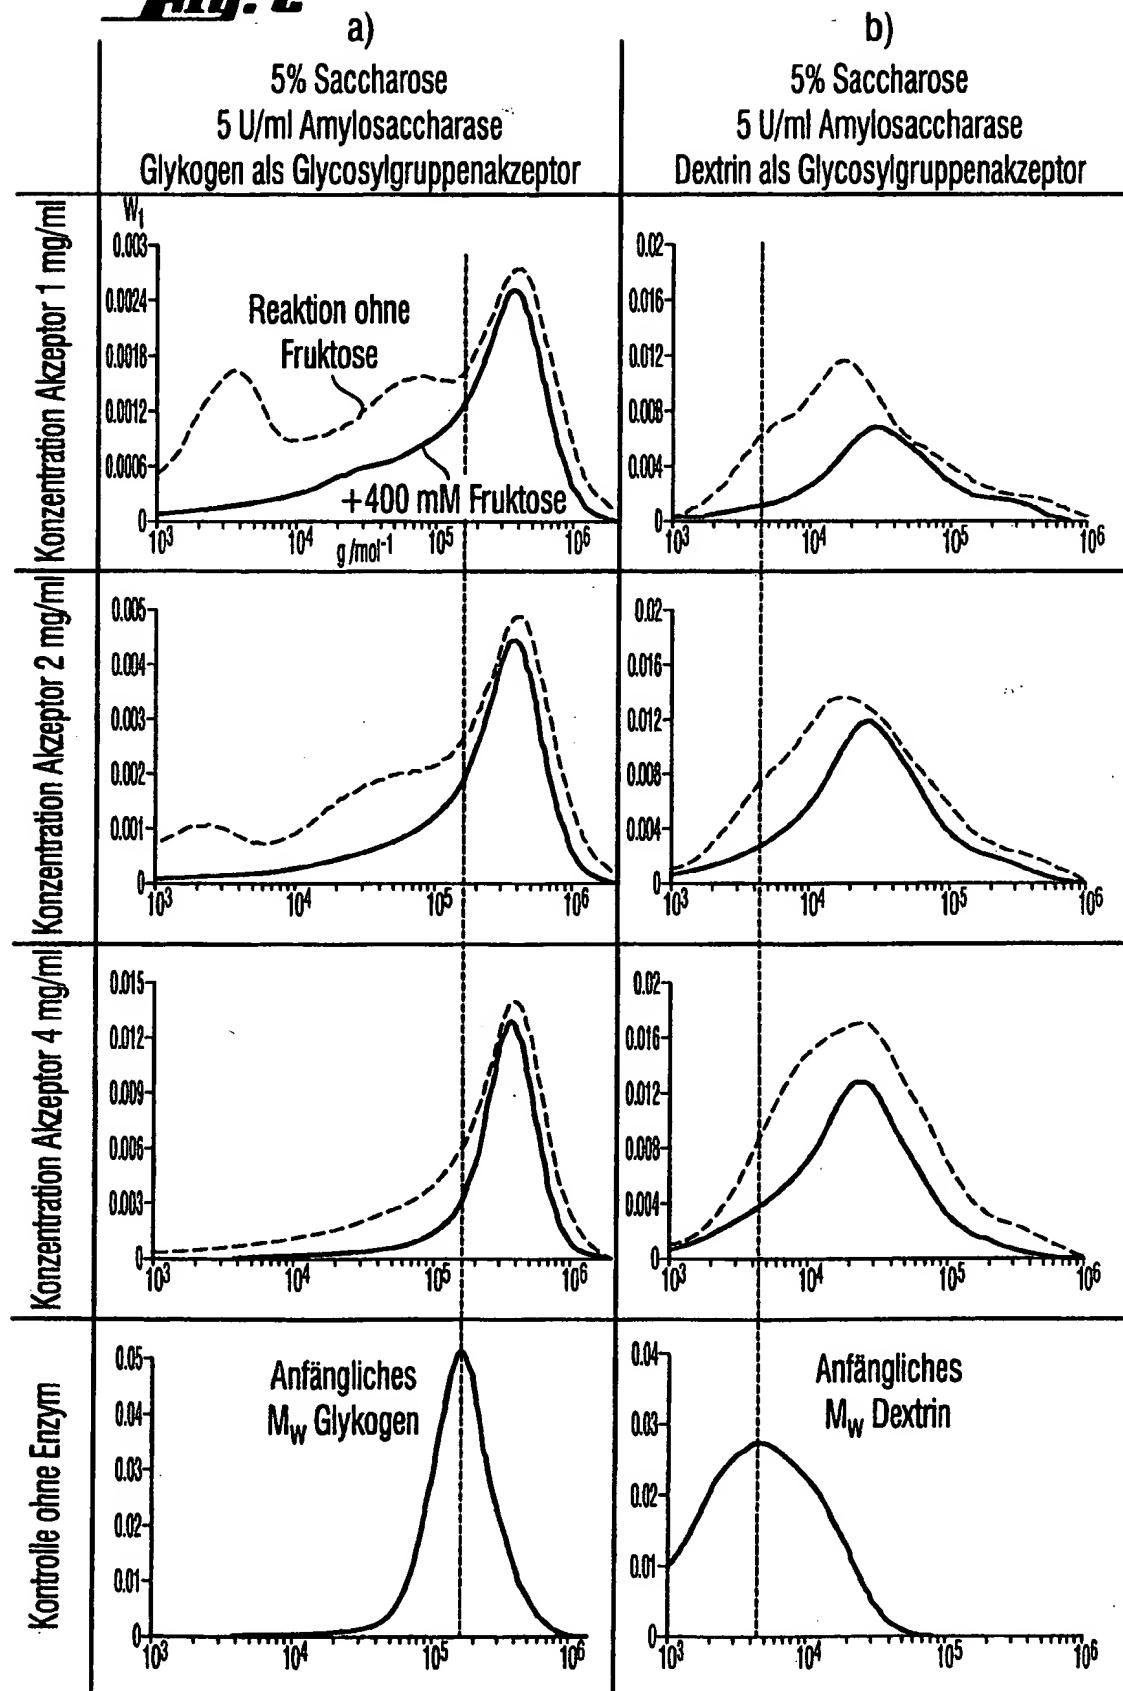 Fig. 2
a)
b)
5% Saccharose
5 U/ml Amylosaccharase
Glykogen als Glycosylgruppenakzeptor
5% Saccharose
5 U/ml Amylosaccharase
Dextrin als Glycosylgruppenakzeptor
Konzentration Akzeptor 1 mg/ml
W₁
0.003
0.0024
0.0018
0.0012
0.0006
0
Reaktion ohne
Fruktose
+400 mM Fruktose
10³ 10⁴ 10⁵ 10⁶
g/mol⁻¹
0.02
0.016
0.012
0.008
0.004
0
10³ 10⁴ 10⁵ 10⁶
Konzentration Akzeptor 2 mg/ml
0.005
0.004
0.003
0.002
0.001
0
10³ 10⁴ 10⁵ 10⁶
0.02
0.016
0.012
0.008
0.004
0
10³ 10⁴ 10⁵ 10⁶
Konzentration Akzeptor 4 mg/ml
0.015
0.012
0.009
0.006
0.003
0
10³ 10⁴ 10⁵ 10⁶
0.02
0.016
0.012
0.008
0.004
0
10³ 10⁴ 10⁵ 10⁶
Kontrolle ohne Enzym
0.05
0.04
0.03
0.02
0.01
0
Anfängliches
M_W Glykogen
10³ 10⁴ 10⁵ 10⁶
0.04
0.03
0.02
0.01
0
Anfängliches
M_W Dextrin
10³ 10⁴ 10⁵ 10⁶